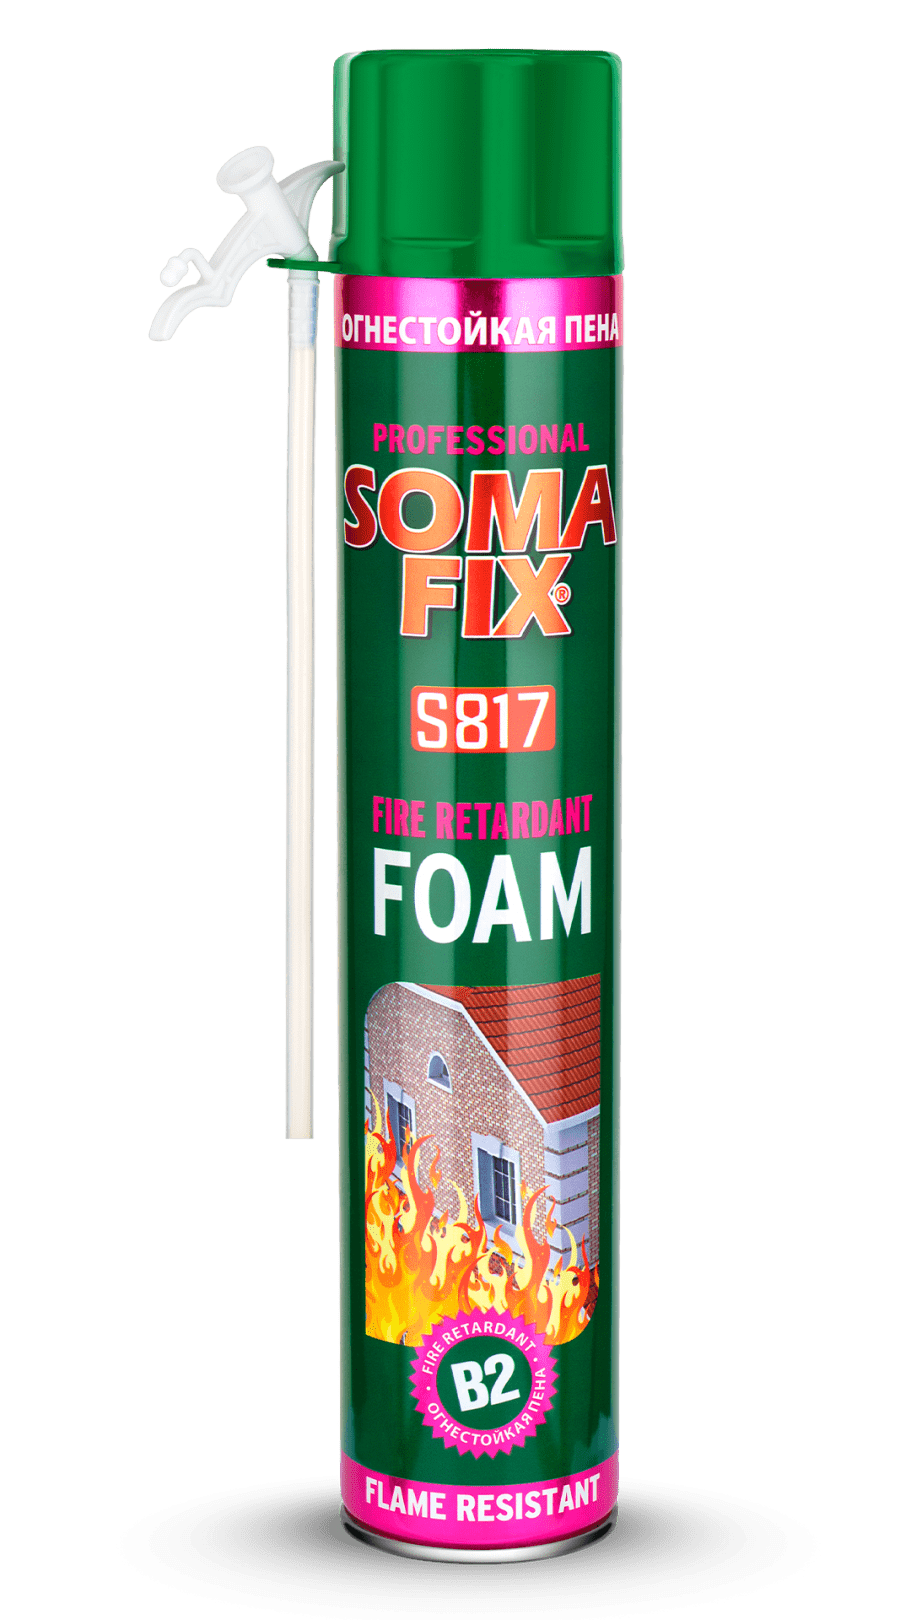 ОГНЕСТОЙКАЯ ПЕНА
PROFESSIONAL
SOMA
FIX®
S817
FIRE RETARDANT
FOAM
• FIRE RETARDANT •
B2
ОГНЕСТОЙКАЯ ПЕНА
FLAME RESISTANT